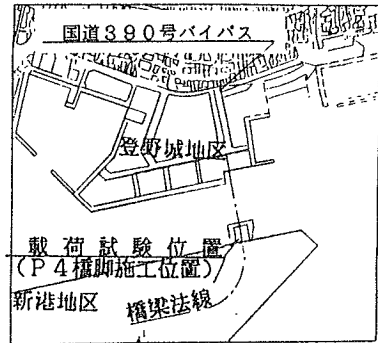 国道390号バイパス
登野城地区
載荷試験位置
(P4橋脚施工位置)
新港地区
橋梁法線